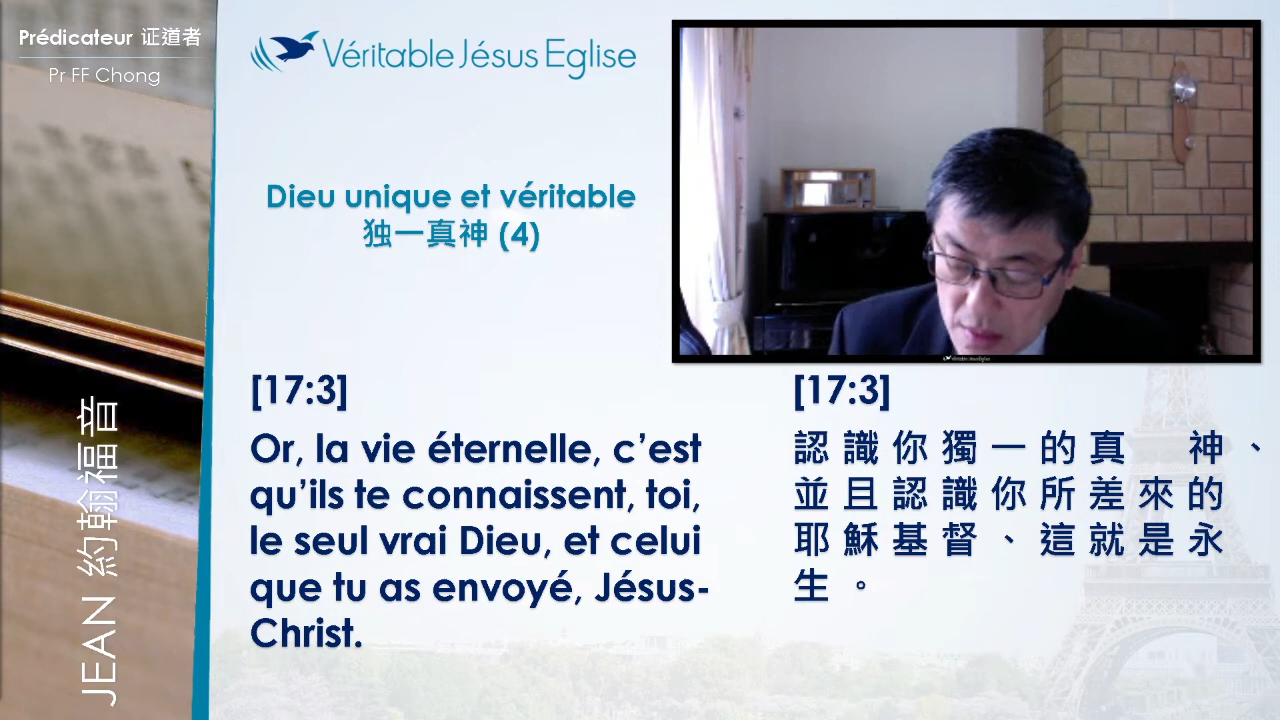 Prédicateur 证道者
Pr FF Chong
Véritable Jésus Eglise
Dieu unique et véritable
独一真神 (4)
[17:3]
Or, la vie éternelle, c’est
qu’ils te connaissent, toi,
le seul vrai Dieu, et celui
que tu as envoyé, Jésus-
Christ.
[17:3]
認識你獨一的真　神、
並且認識你所差來的
耶穌基督、這就是永
生。
JEAN 約翰福音